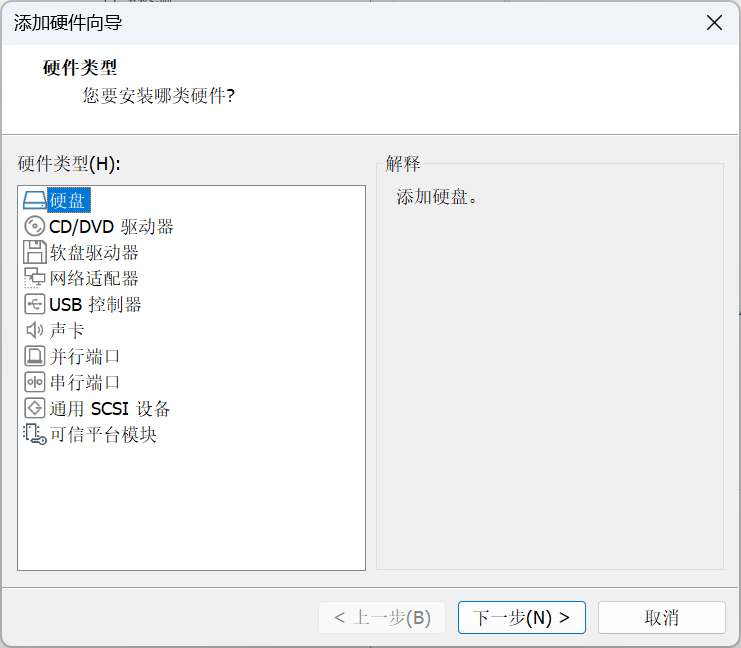 添加硬件向导
硬件类型
您要安装哪类硬件?
硬件类型(H):
硬盘
CD/DVD 驱动器
软盘驱动器
网络适配器
USB 控制器
声卡
并行端口
串行端口
通用 SCSI 设备
可信平台模块
解释
添加硬盘。
< 上一步(B)
下一步(N) >
取消